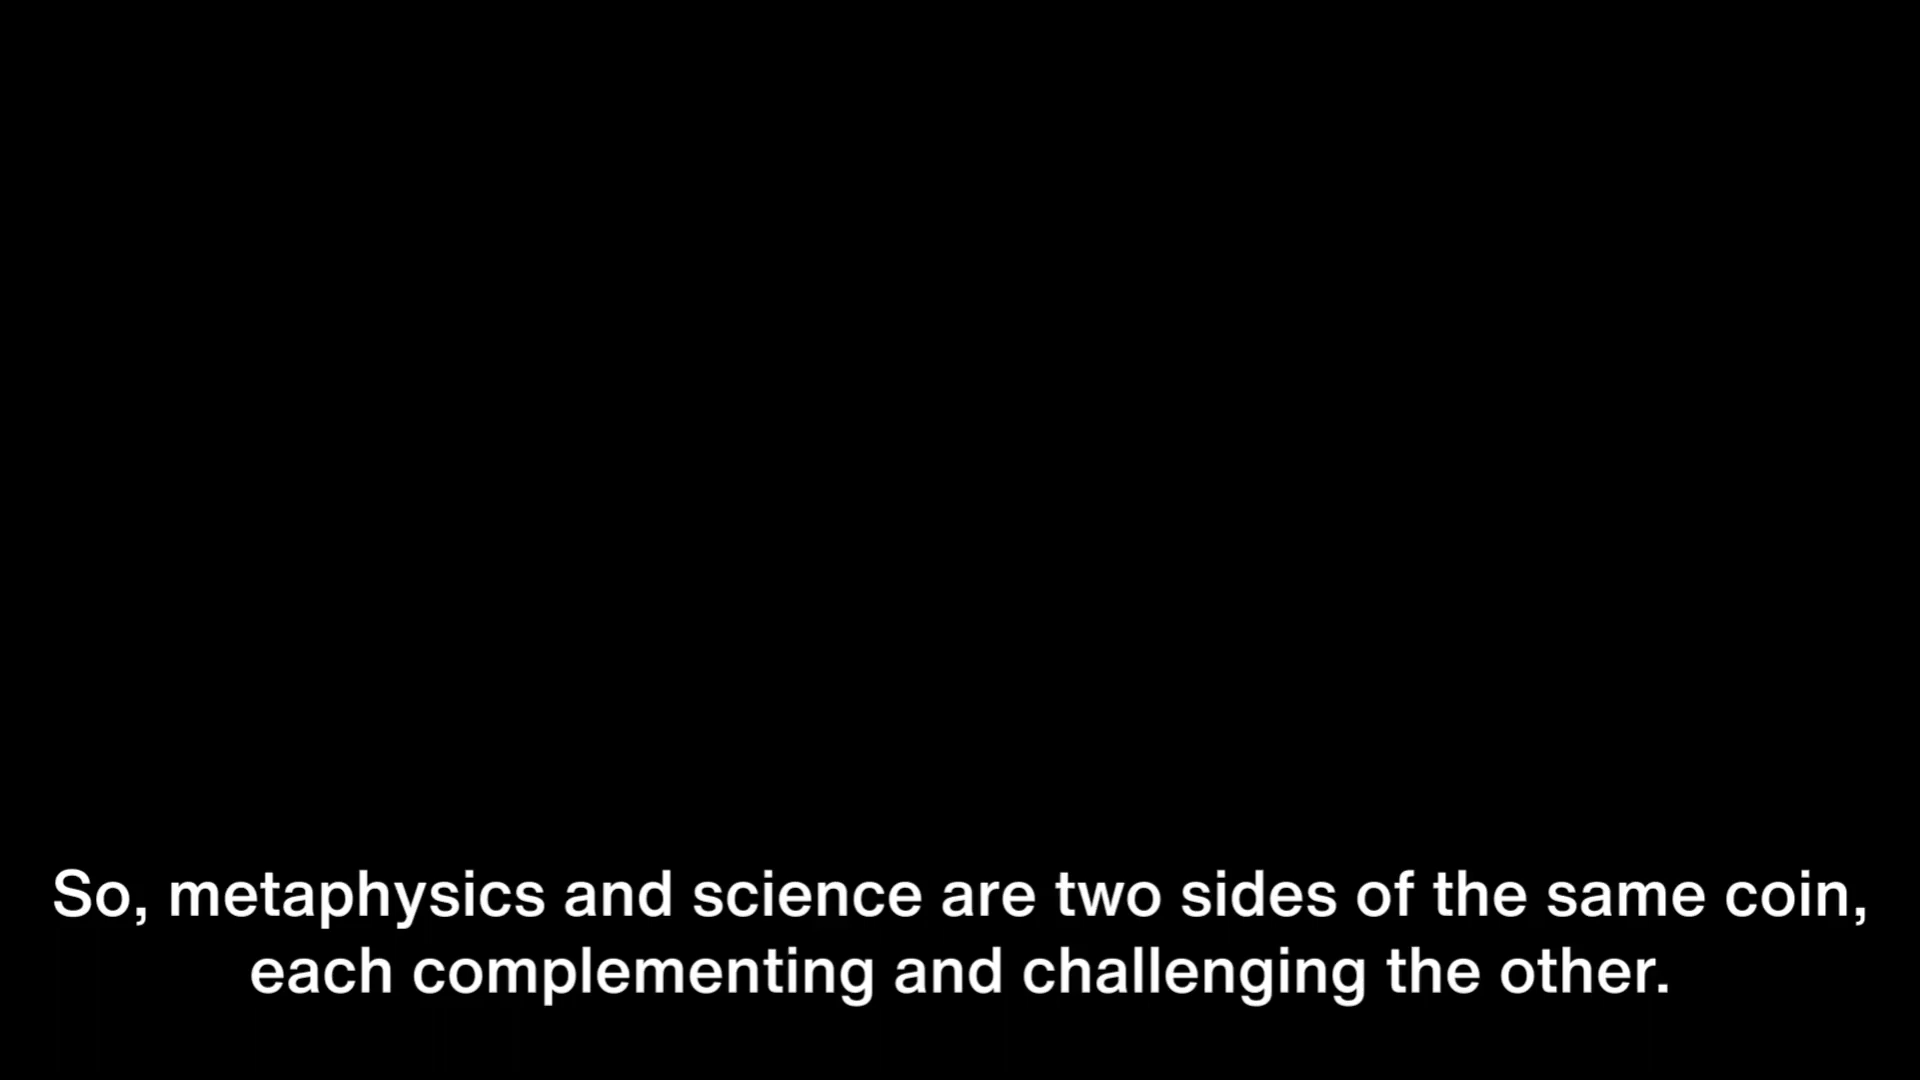 So, metaphysics and science are two sides of the same coin,
each complementing and challenging the other.